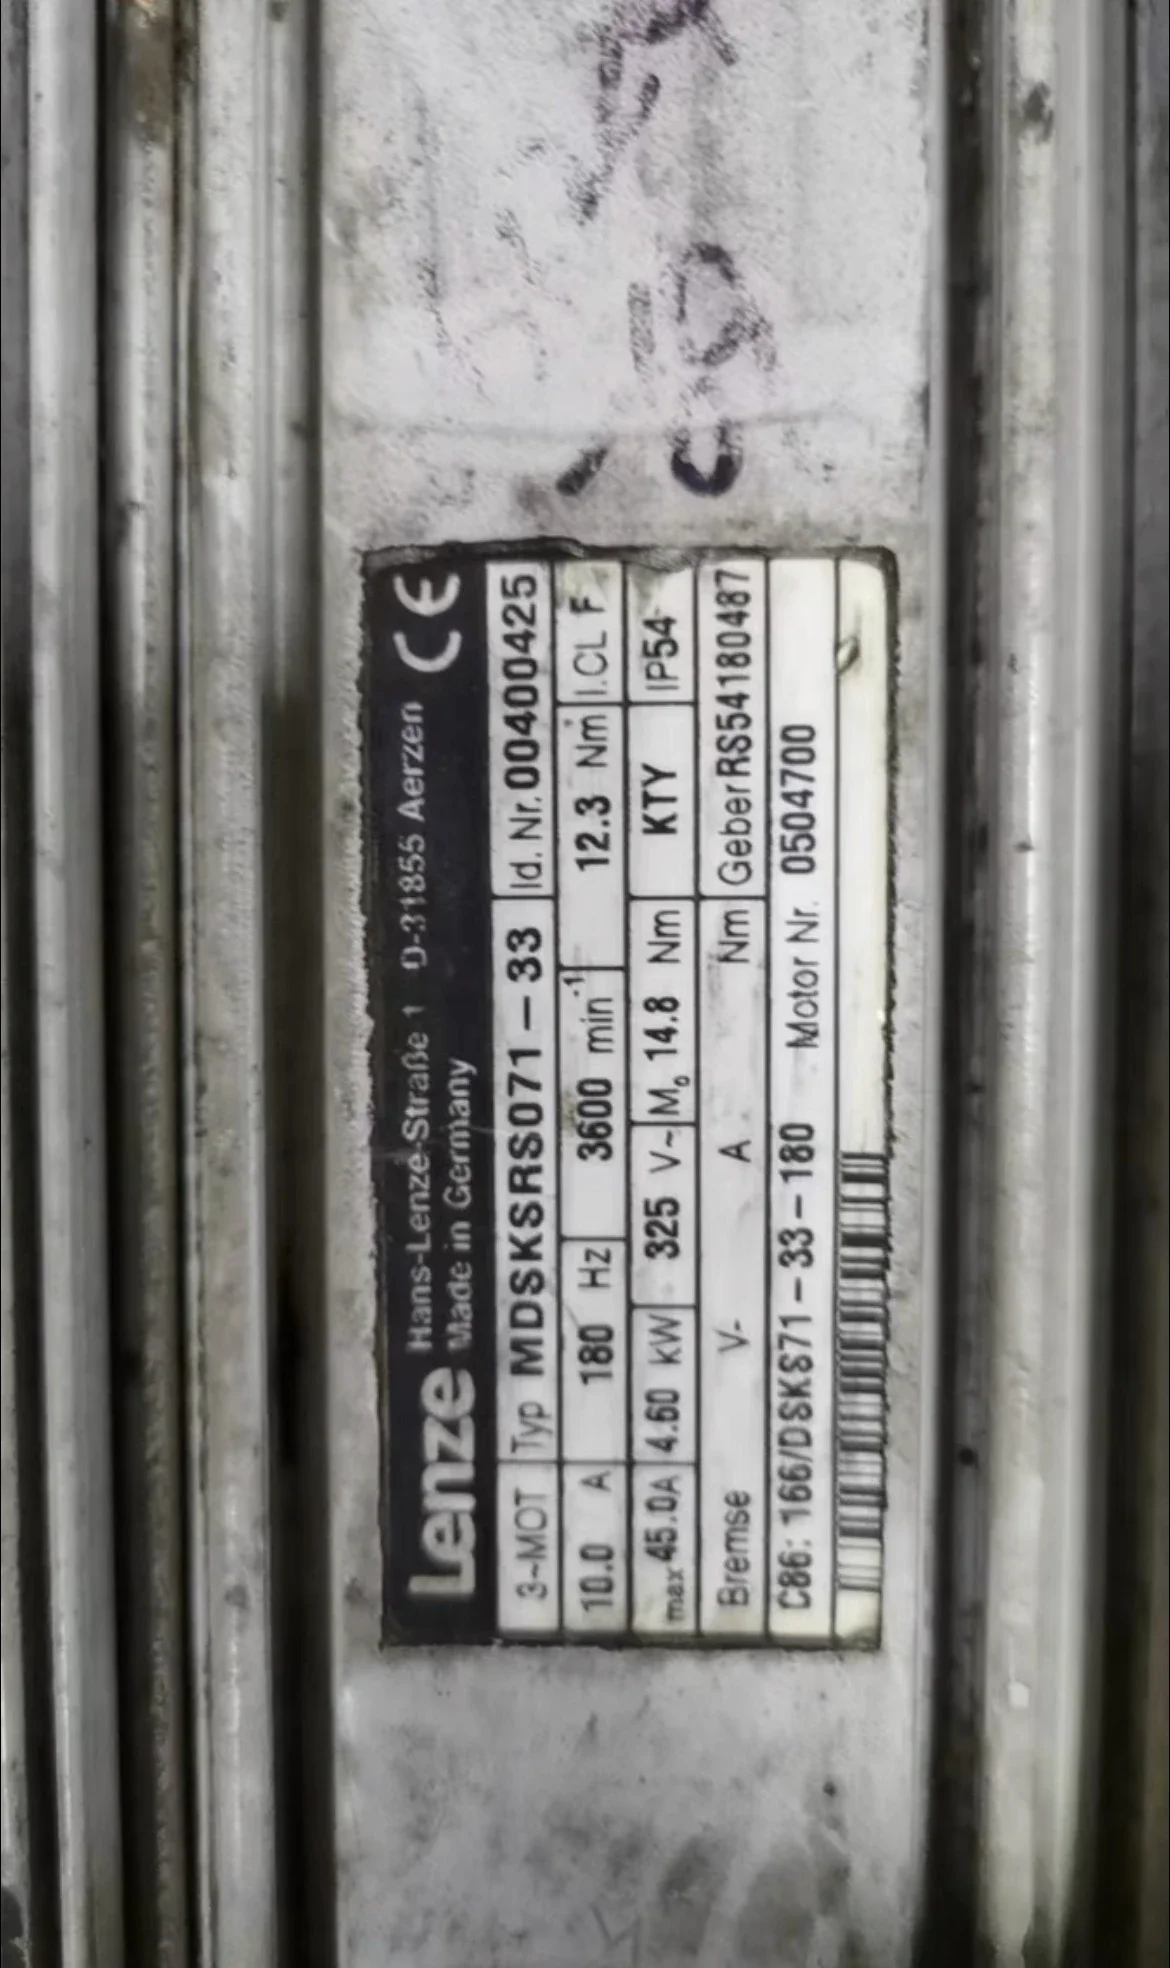 Lenze Hans-Lenze-Straße 1 D-31855 Aerzen CE
Made in Germany
3~MOT Typ MDSKSRS071-33 Id. Nr. 00400425
10.0 A 180 Hz 3600 min-1 12.3 Nm I.CL F
max 45.0A 4.60 kW 325 V~ M₀ 14.8 Nm KTY IP54
Bremse V- A Nm Geber RS54180487
C86: 166/DSKS71-33-180 Motor Nr. 0504700